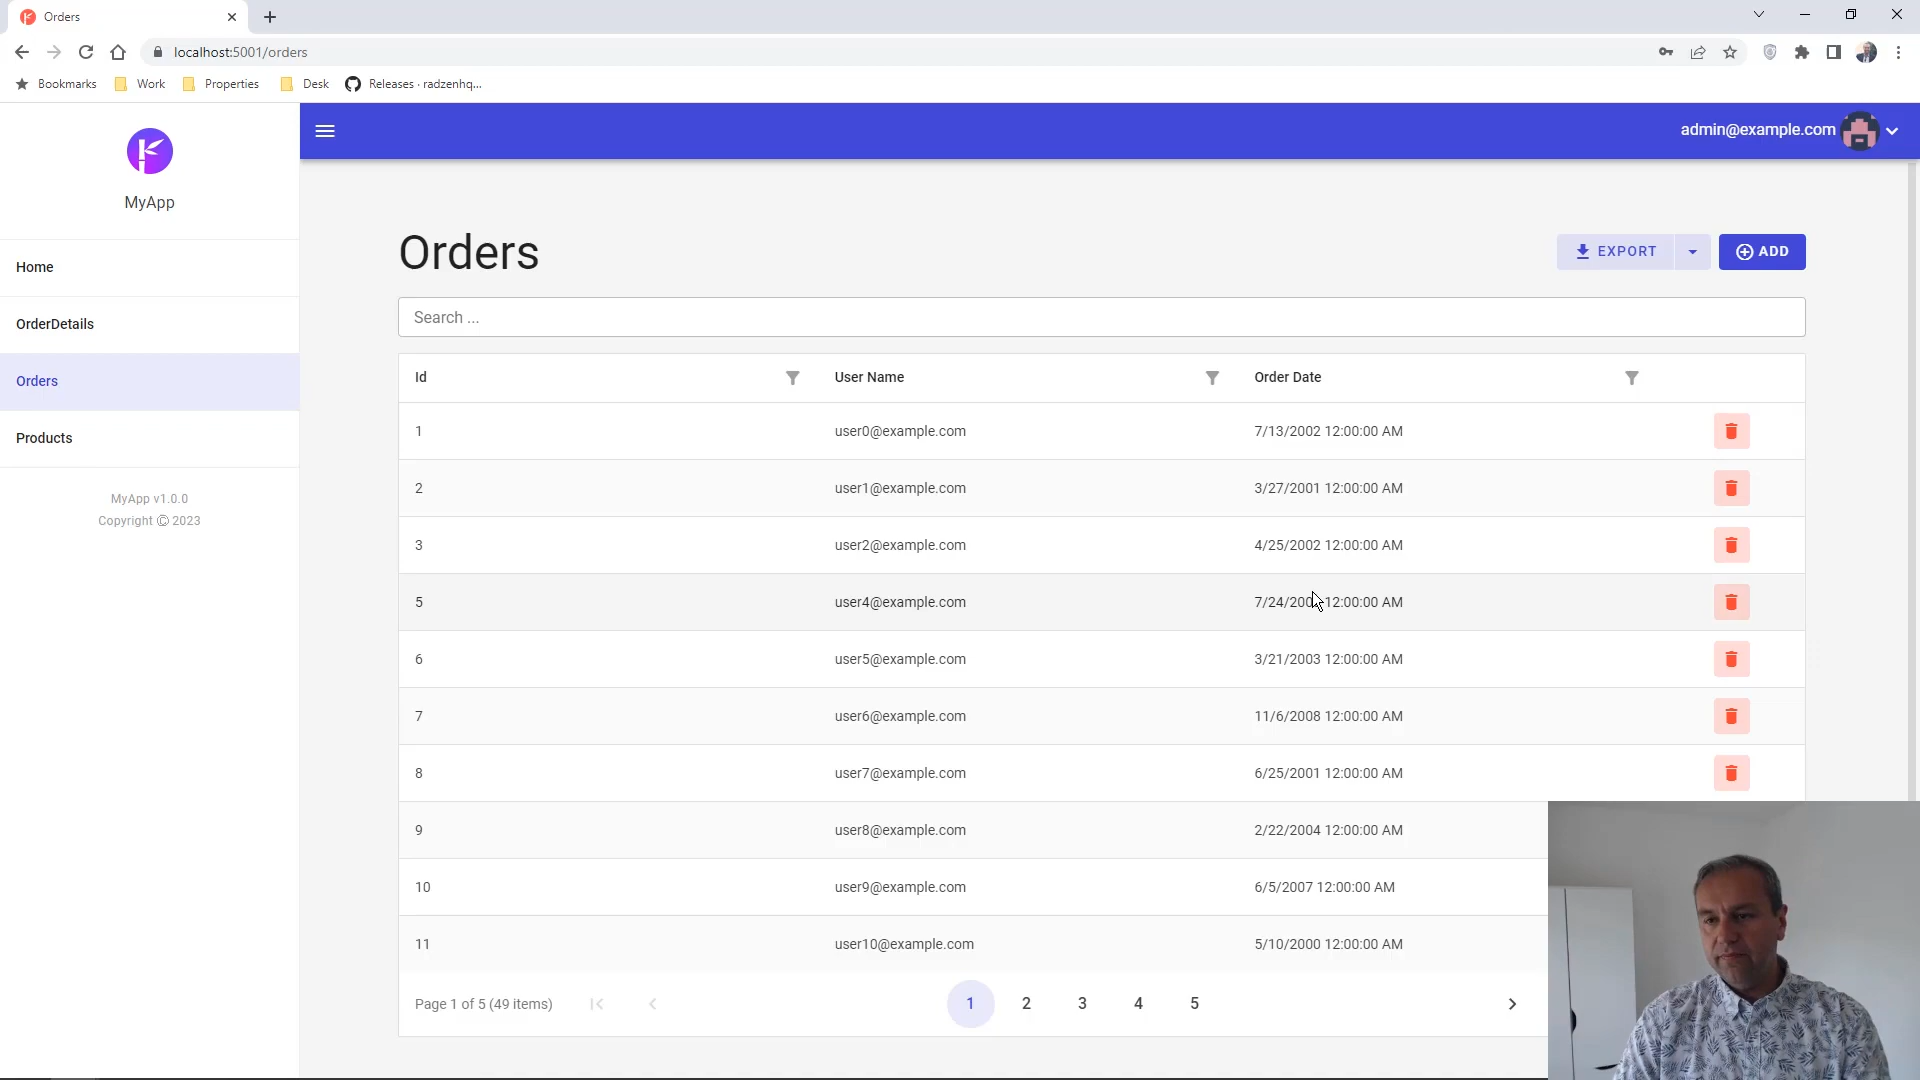 Orders
localhost:5001/orders
Bookmarks Work Properties Desk Releases · radzenhq...
admin@example.com
MyApp
Home
OrderDetails
Orders
Products
MyApp v1.0.0
Copyright © 2023
Orders
EXPORT ADD
Search ...
Id User Name Order Date
1 user0@example.com 7/13/2002 12:00:00 AM
2 user1@example.com 3/27/2001 12:00:00 AM
3 user2@example.com 4/25/2002 12:00:00 AM
5 user4@example.com 12:00:00 AM
6 user5@example.com 3/21/2003 12:00:00 AM
7 user6@example.com 11/6/2008 12:00:00 AM
8 user7@example.com 6/25/2001 12:00:00 AM
9 user8@example.com 2/22/2004 12:00:00 AM
10 user9@example.com 6/5/2007 12:00:00 AM
11 user10@example.com 5/10/2000 12:00:00 AM
Page 1 of 5 (49 items) 1 2 3 4 5